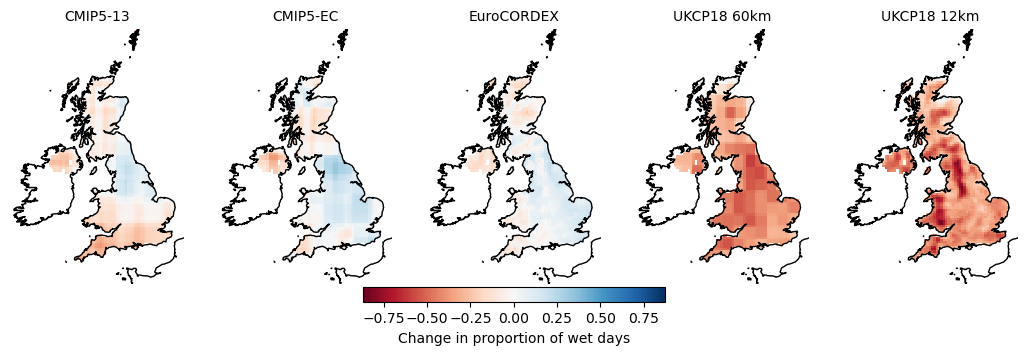 CMIP5-13 CMIP5-EC EuroCORDEX UKCP18 60km UKCP18 12km
−0.75 −0.50 −0.25 0.00 0.25 0.50 0.75
Change in proportion of wet days